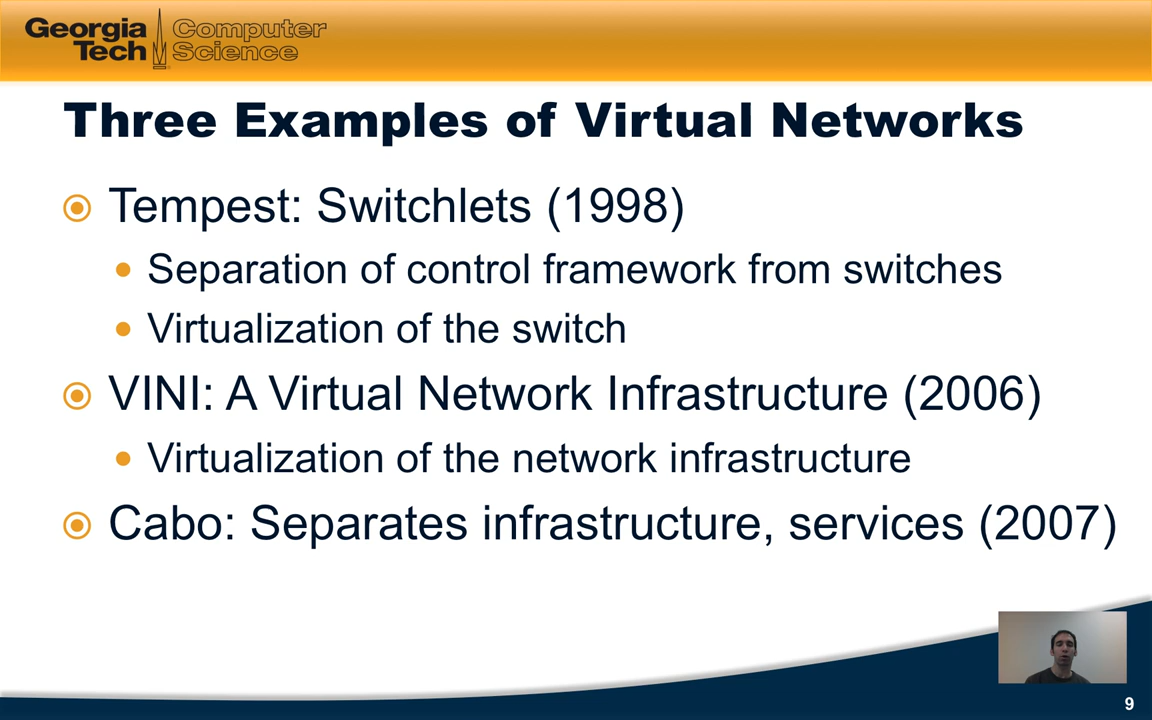 Georgia Tech
Computer Science
Three Examples of Virtual Networks
Tempest: Switchlets (1998)
Separation of control framework from switches
Virtualization of the switch
VINI: A Virtual Network Infrastructure (2006)
Virtualization of the network infrastructure
Cabo: Separates infrastructure, services (2007)
9